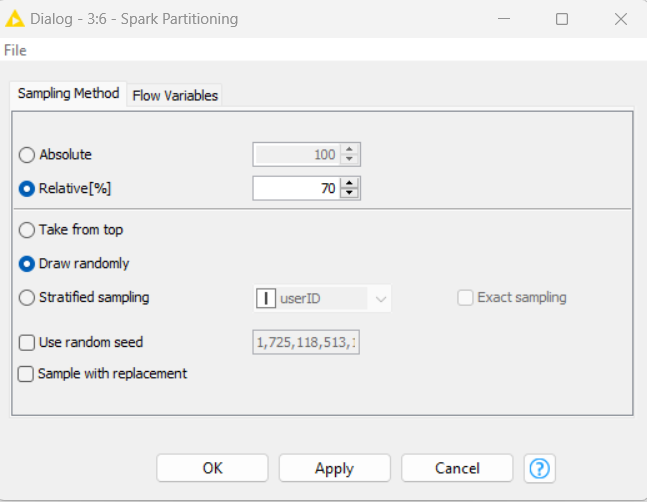 Dialog - 3:6 - Spark Partitioning
File
Sampling Method Flow Variables
Absolute 100
Relative[%] 70
Take from top
Draw randomly
Stratified sampling I userID Exact sampling
Use random seed 1,725,118,513,1
Sample with replacement
OK Apply Cancel ?